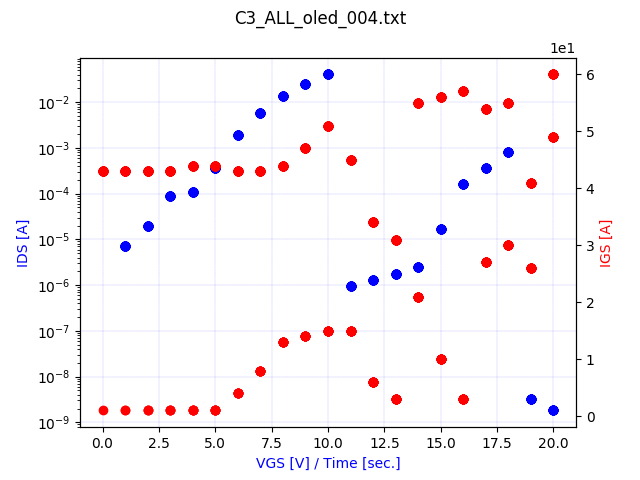 C3_ALL_oled_004.txt
1e1
10⁻²
10⁻³
10⁻⁴
10⁻⁵
10⁻⁶
10⁻⁷
10⁻⁸
10⁻⁹
IDS [A]
6
5
4
3
2
1
0
IGS [A]
0.0 2.5 5.0 7.5 10.0 12.5 15.0 17.5 20.0
VGS [V] / Time [sec.]